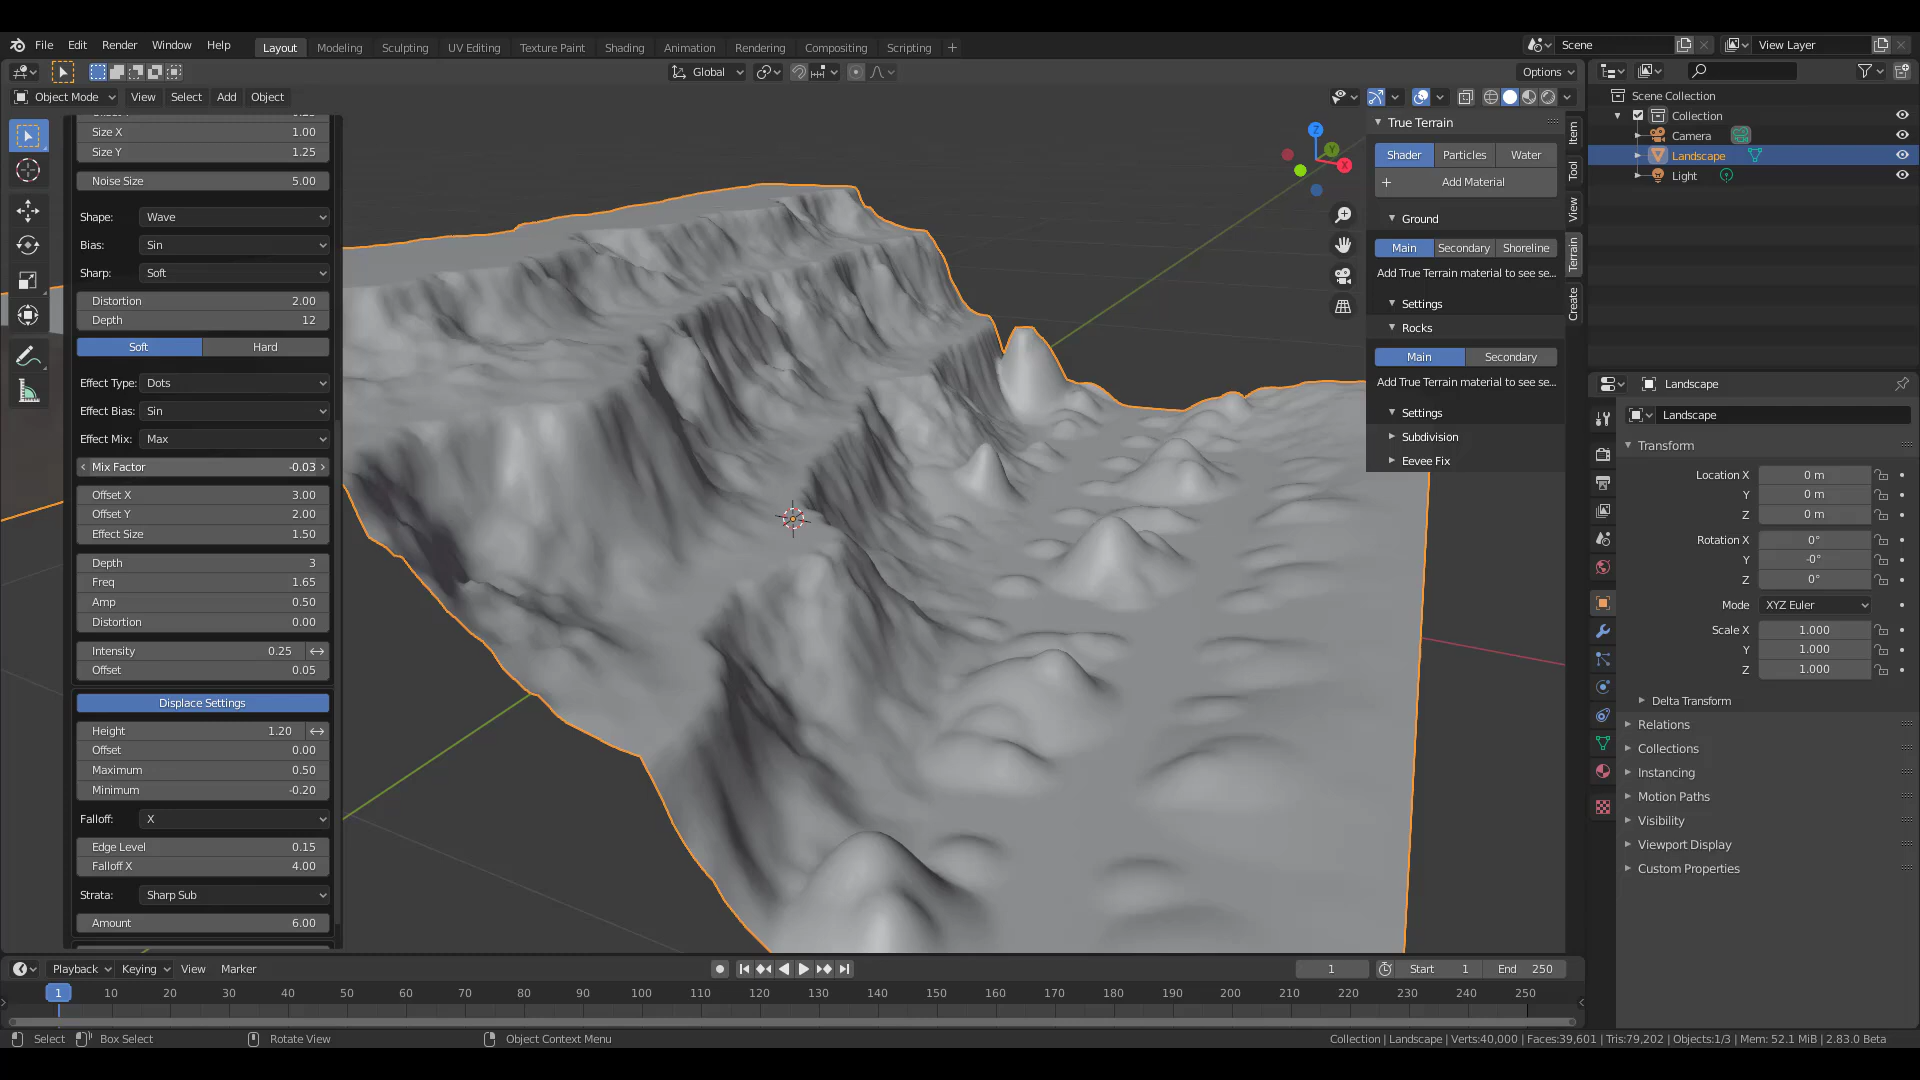 File Edit Render Window Help Layout Modeling Sculpting UV Editing Texture Paint Shading Animation Rendering Compositing Scripting + Scene View Layer
Global Options
Object Mode View Select Add Object
Size X 1.00
Size Y 1.25
Noise Size 5.00
Shape: Wave
Bias: Sin
Sharp: Soft
Distortion 2.00
Depth 12
Soft Hard
Effect Type: Dots
Effect Bias: Sin
Effect Mix: Max
Mix Factor -0.03
Offset X 3.00
Offset Y 2.00
Effect Size 1.50
Depth 3
Freq 1.65
Amp 0.50
Distortion 0.00
Intensity 0.25
Offset 0.05
Displace Settings
Height 1.20
Offset 0.00
Maximum 0.50
Minimum -0.20
Falloff: X
Edge Level 0.15
Falloff X 4.00
Strata: Sharp Sub
Amount 6.00
Z
Y
X
True Terrain
Shader Particles Water
+ Add Material
Ground
Main Secondary Shoreline
Add True Terrain material to see se...
Settings
Rocks
Main Secondary
Add True Terrain material to see se...
Settings
Subdivision
Eevee Fix
Item
Tool
View
Terrain
Create
Scene Collection
Collection
Camera
Landscape
Light
Landscape
Landscape
Transform
Location X 0 m
Y 0 m
Z 0 m
Rotation X 0°
Y -0°
Z 0°
Mode XYZ Euler
Scale X 1.000
Y 1.000
Z 1.000
Delta Transform
Relations
Collections
Instancing
Motion Paths
Visibility
Viewport Display
Custom Properties
Playback Keying View Marker 1 Start 1 End 250
1 10 20 30 40 50 60 70 80 90 100 110 120 130 140 150 160 170 180 190 200 210 220 230 240 250
Select Box Select Rotate View Object Context Menu Collection | Landscape | Verts:40,000 | Faces:39,601 | Tris:79,202 | Objects:1/3 | Mem: 52.1 MiB | 2.83.0 Beta